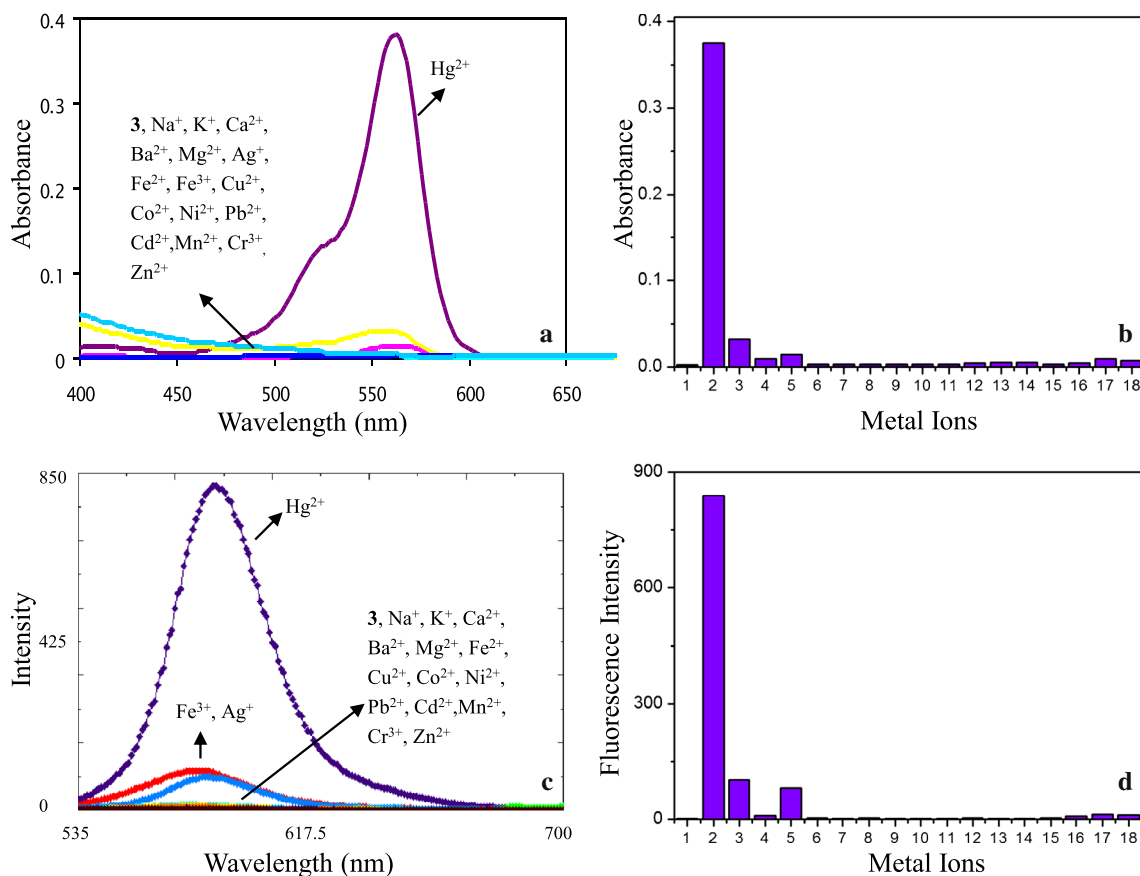 0.4
0.3
0.2
0.1
0
Absorbance
Hg²⁺
3, Na⁺, K⁺, Ca²⁺,
Ba²⁺, Mg²⁺, Ag⁺,
Fe²⁺, Fe³⁺, Cu²⁺,
Co²⁺, Ni²⁺, Pb²⁺,
Cd²⁺,Mn²⁺, Cr³⁺,
Zn²⁺
a
400 450 500 550 600 650
Wavelength (nm)
0.4
0.3
0.2
0.1
0.0
Absorbance
b
1 2 3 4 5 6 7 8 9 10 11 12 13 14 15 16 17 18
Metal Ions
850
425
0
Intensity
Hg²⁺
3, Na⁺, K⁺, Ca²⁺,
Ba²⁺, Mg²⁺, Fe²⁺,
Cu²⁺, Co²⁺, Ni²⁺,
Pb²⁺, Cd²⁺,Mn²⁺,
Cr³⁺, Zn²⁺
Fe³⁺, Ag⁺
c
535 617.5 700
Wavelength (nm)
900
600
300
0
Fluorescence Intensity
d
1 2 3 4 5 6 7 8 9 10 11 12 13 14 15 16 17 18
Metal Ions